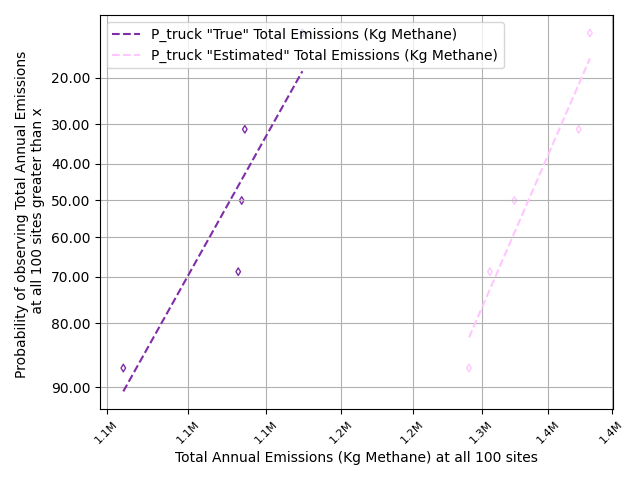 P_truck "True" Total Emissions (Kg Methane)
P_truck "Estimated" Total Emissions (Kg Methane)
Probability of observing Total Annual Emissions
at all 100 sites greater than x
20.00
30.00
40.00
50.00
60.00
70.00
80.00
90.00
1.1M
1.1M
1.1M
1.2M
1.2M
1.3M
1.4M
1.4M
Total Annual Emissions (Kg Methane) at all 100 sites